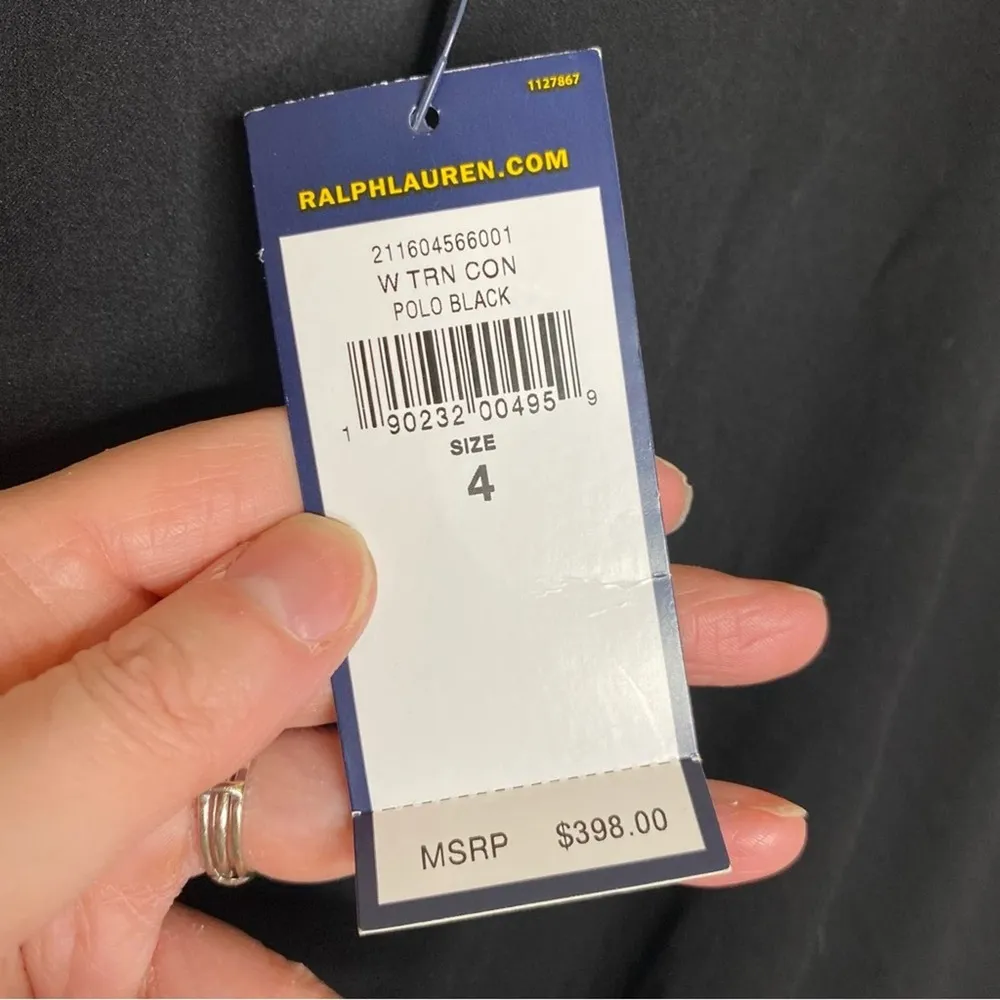 1127867
RALPHLAUREN.COM
211604566001
W TRN CON
POLO BLACK
1 90232 00495 9
SIZE
4
MSRP $398.00